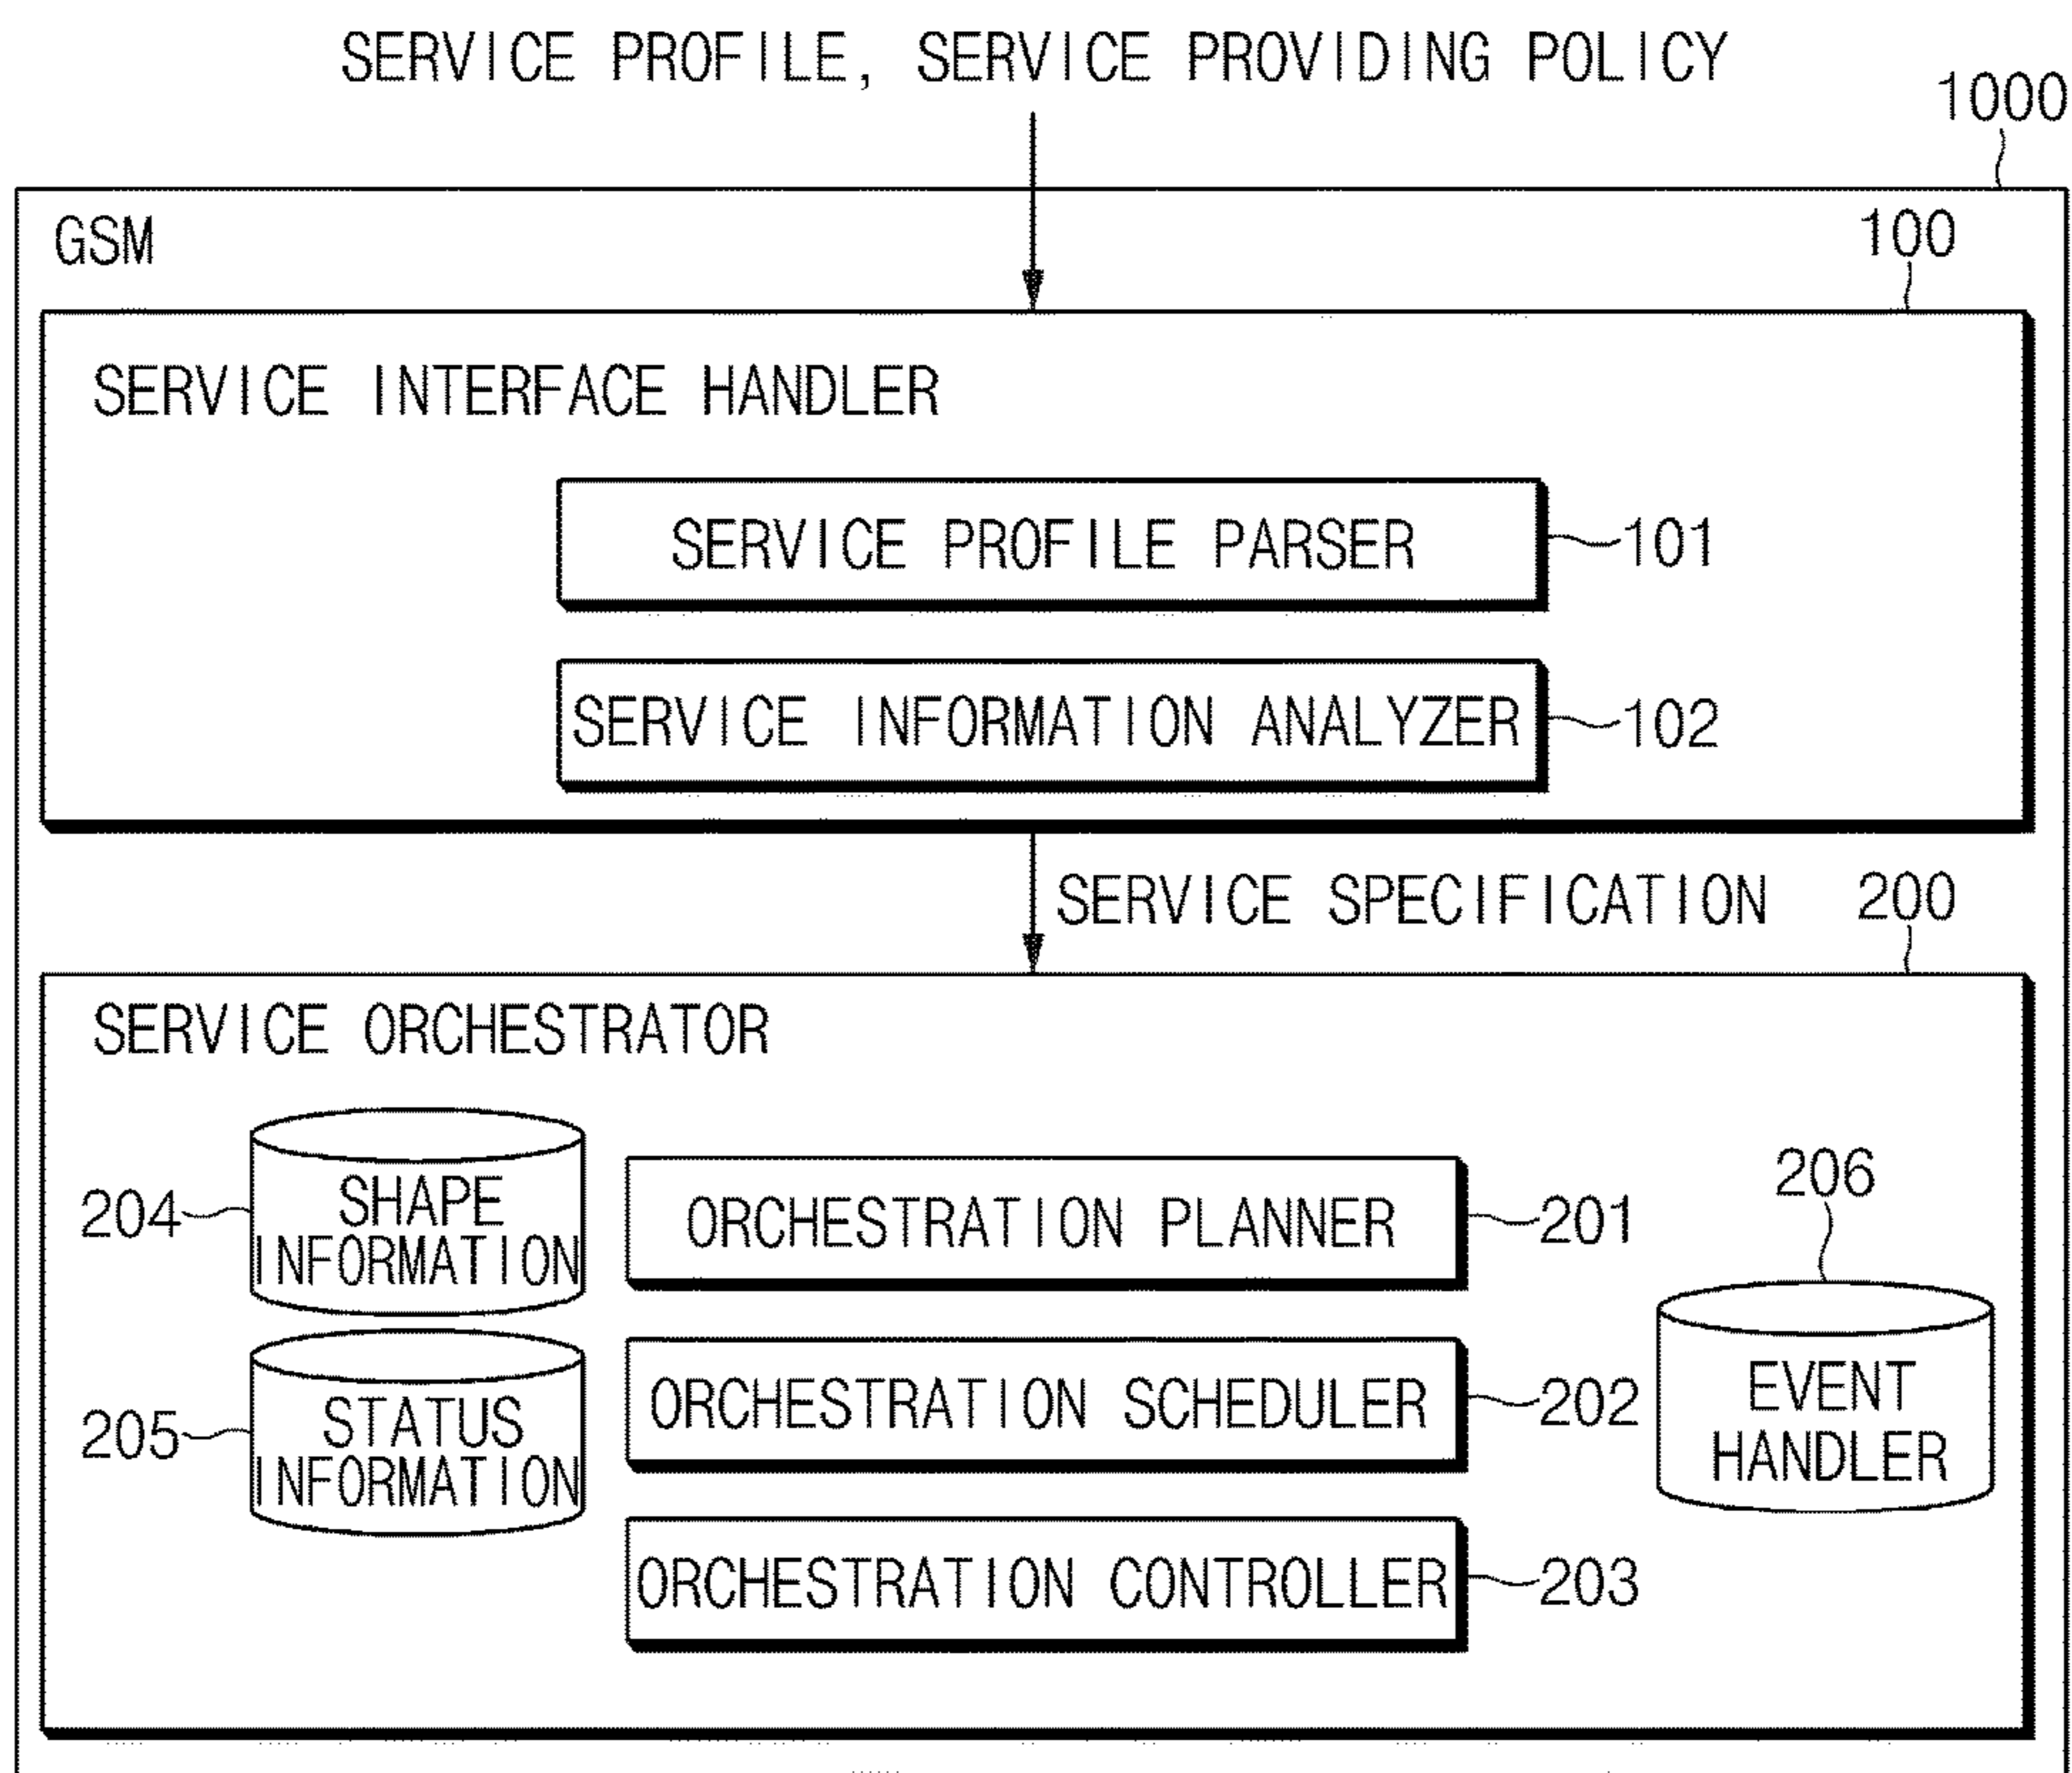 SERVICE PROFILE, SERVICE PROVIDING POLICY
1000
GSM
100
SERVICE INTERFACE HANDLER
SERVICE PROFILE PARSER
101
SERVICE INFORMATION ANALYZER
102
SERVICE SPECIFICATION
200
SERVICE ORCHESTRATOR
204
SHAPE
INFORMATION
ORCHESTRATION PLANNER
201
206
205
STATUS
INFORMATION
ORCHESTRATION SCHEDULER
202
EVENT
HANDLER
ORCHESTRATION CONTROLLER
203